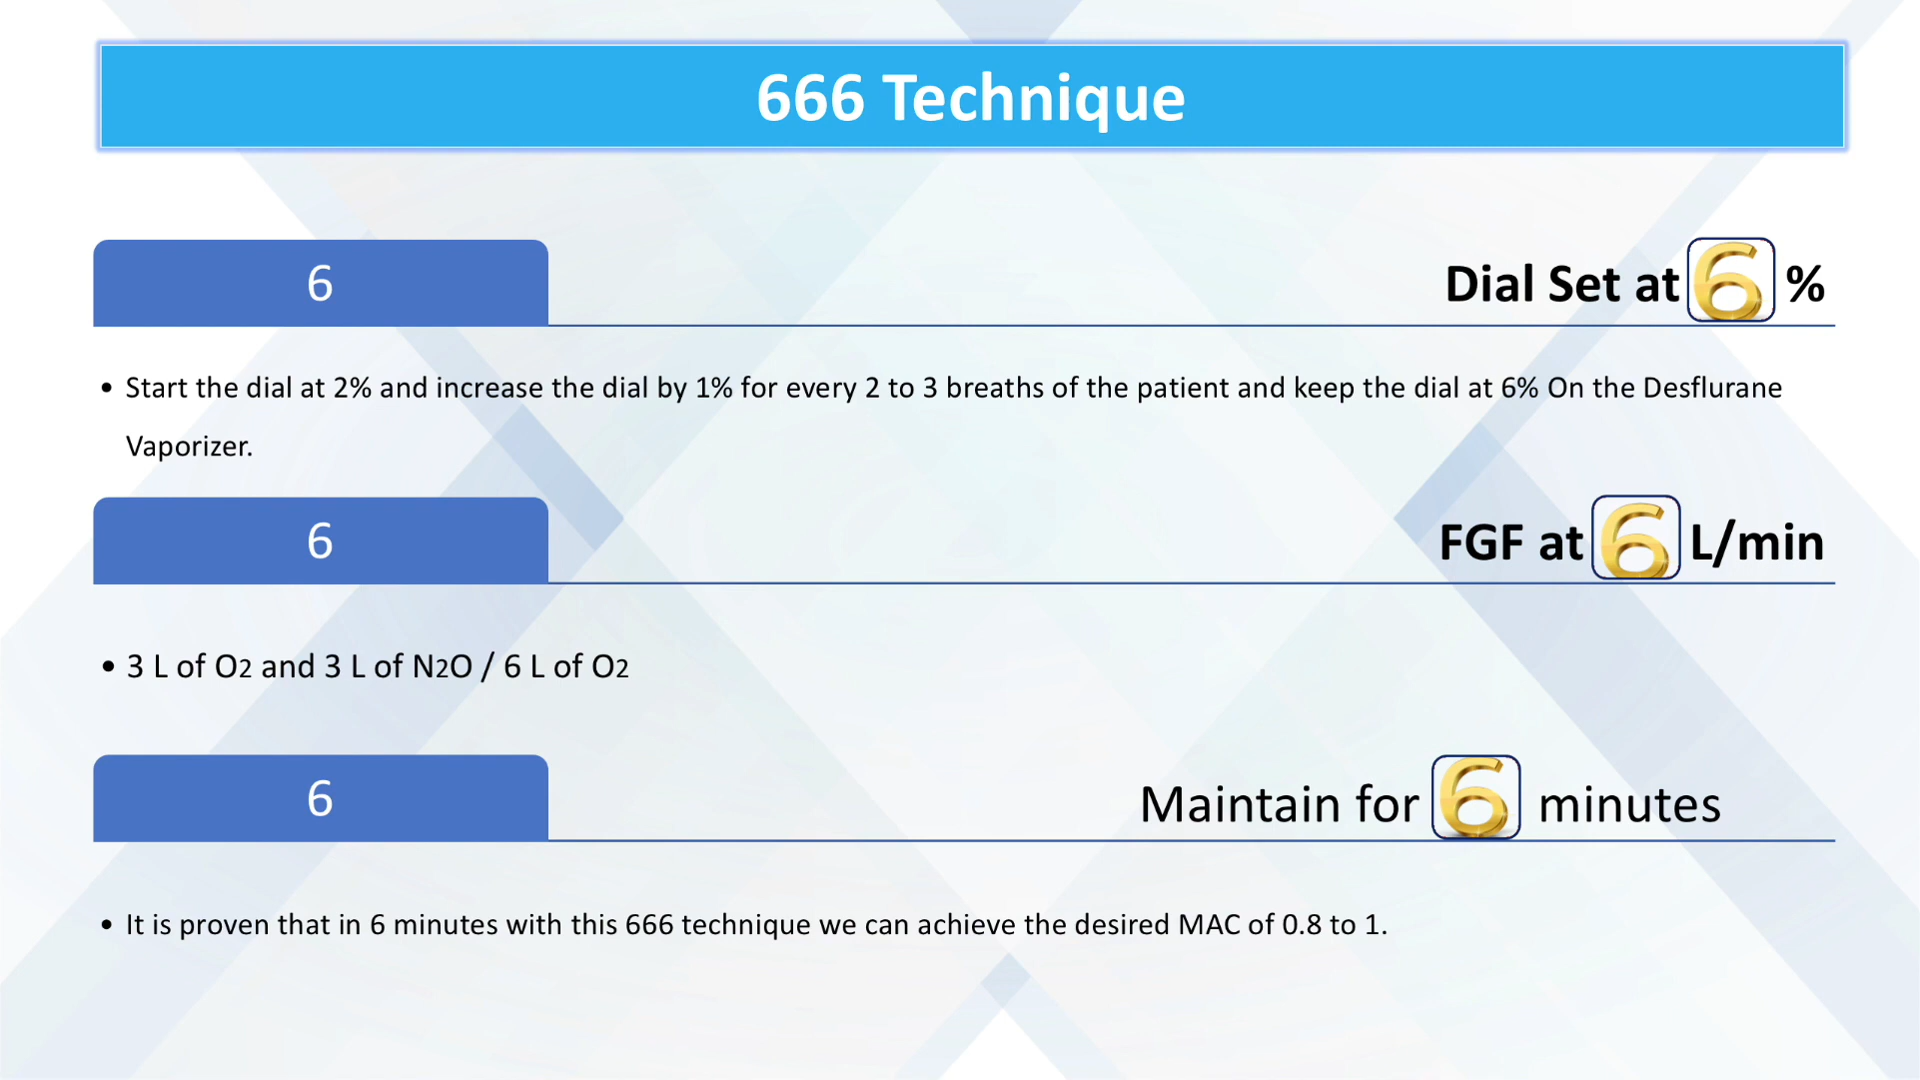 666 Technique
6
Dial Set at 6 %
• Start the dial at 2% and increase the dial by 1% for every 2 to 3 breaths of the patient and keep the dial at 6% On the Desflurane
Vaporizer.
6
FGF at 6 L/min
• 3 L of O2 and 3 L of N2O / 6 L of O2
6
Maintain for 6 minutes
• It is proven that in 6 minutes with this 666 technique we can achieve the desired MAC of 0.8 to 1.